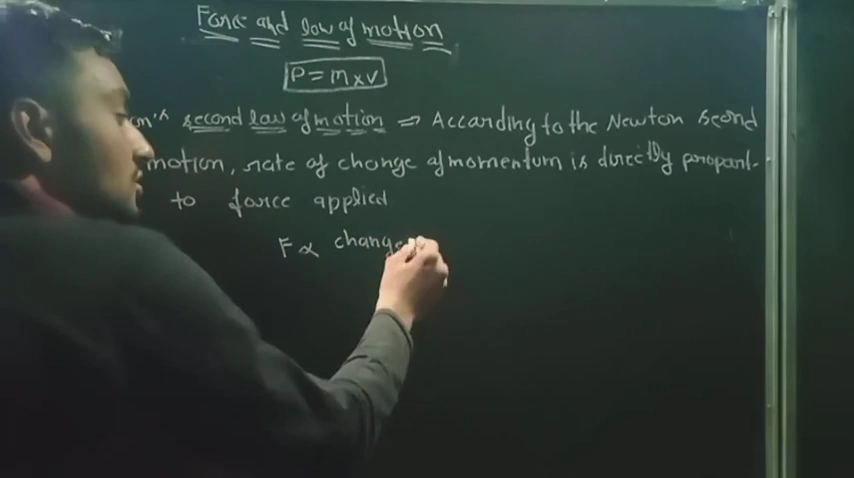 Force and law of motion
P = m x v
second law of motion ⇒ According to the Newton second
motion, rate of change of momentum is directly propart-
to force applied
F ∝ change